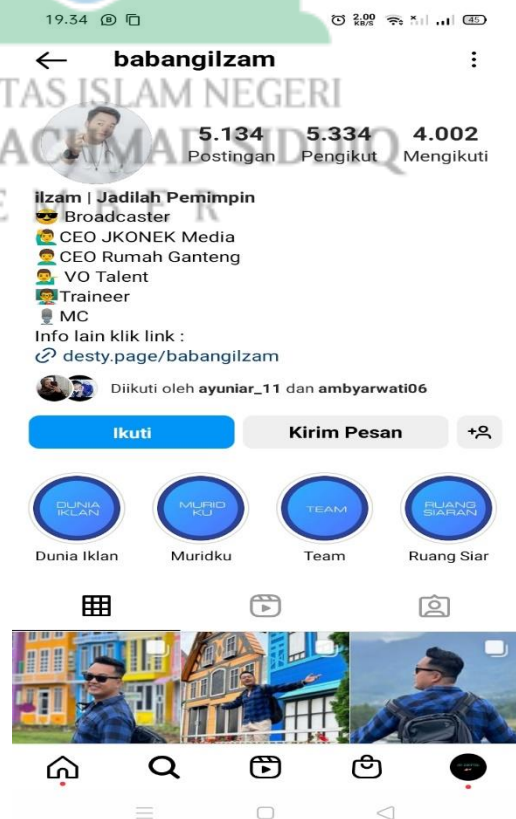 19.34
2.00
KB/S
45
babangilzam
TAS ISLAM NEGERI
ACHMAD SIDDIQ
E M B E R
5.134 5.334 4.002
Postingan Pengikut Mengikuti
ilzam | Jadilah Pemimpin
Broadcaster
CEO JKONEK Media
CEO Rumah Ganteng
VO Talent
Traineer
MC
Info lain klik link :
desty.page/babangilzam
Diikuti oleh ayuniar_11 dan ambyarwati06
Ikuti Kirim Pesan
DUNIA
IKLAN
MURID
KU
TEAM
RUANG
SIARAN
Dunia Iklan Muridku Team Ruang Siar